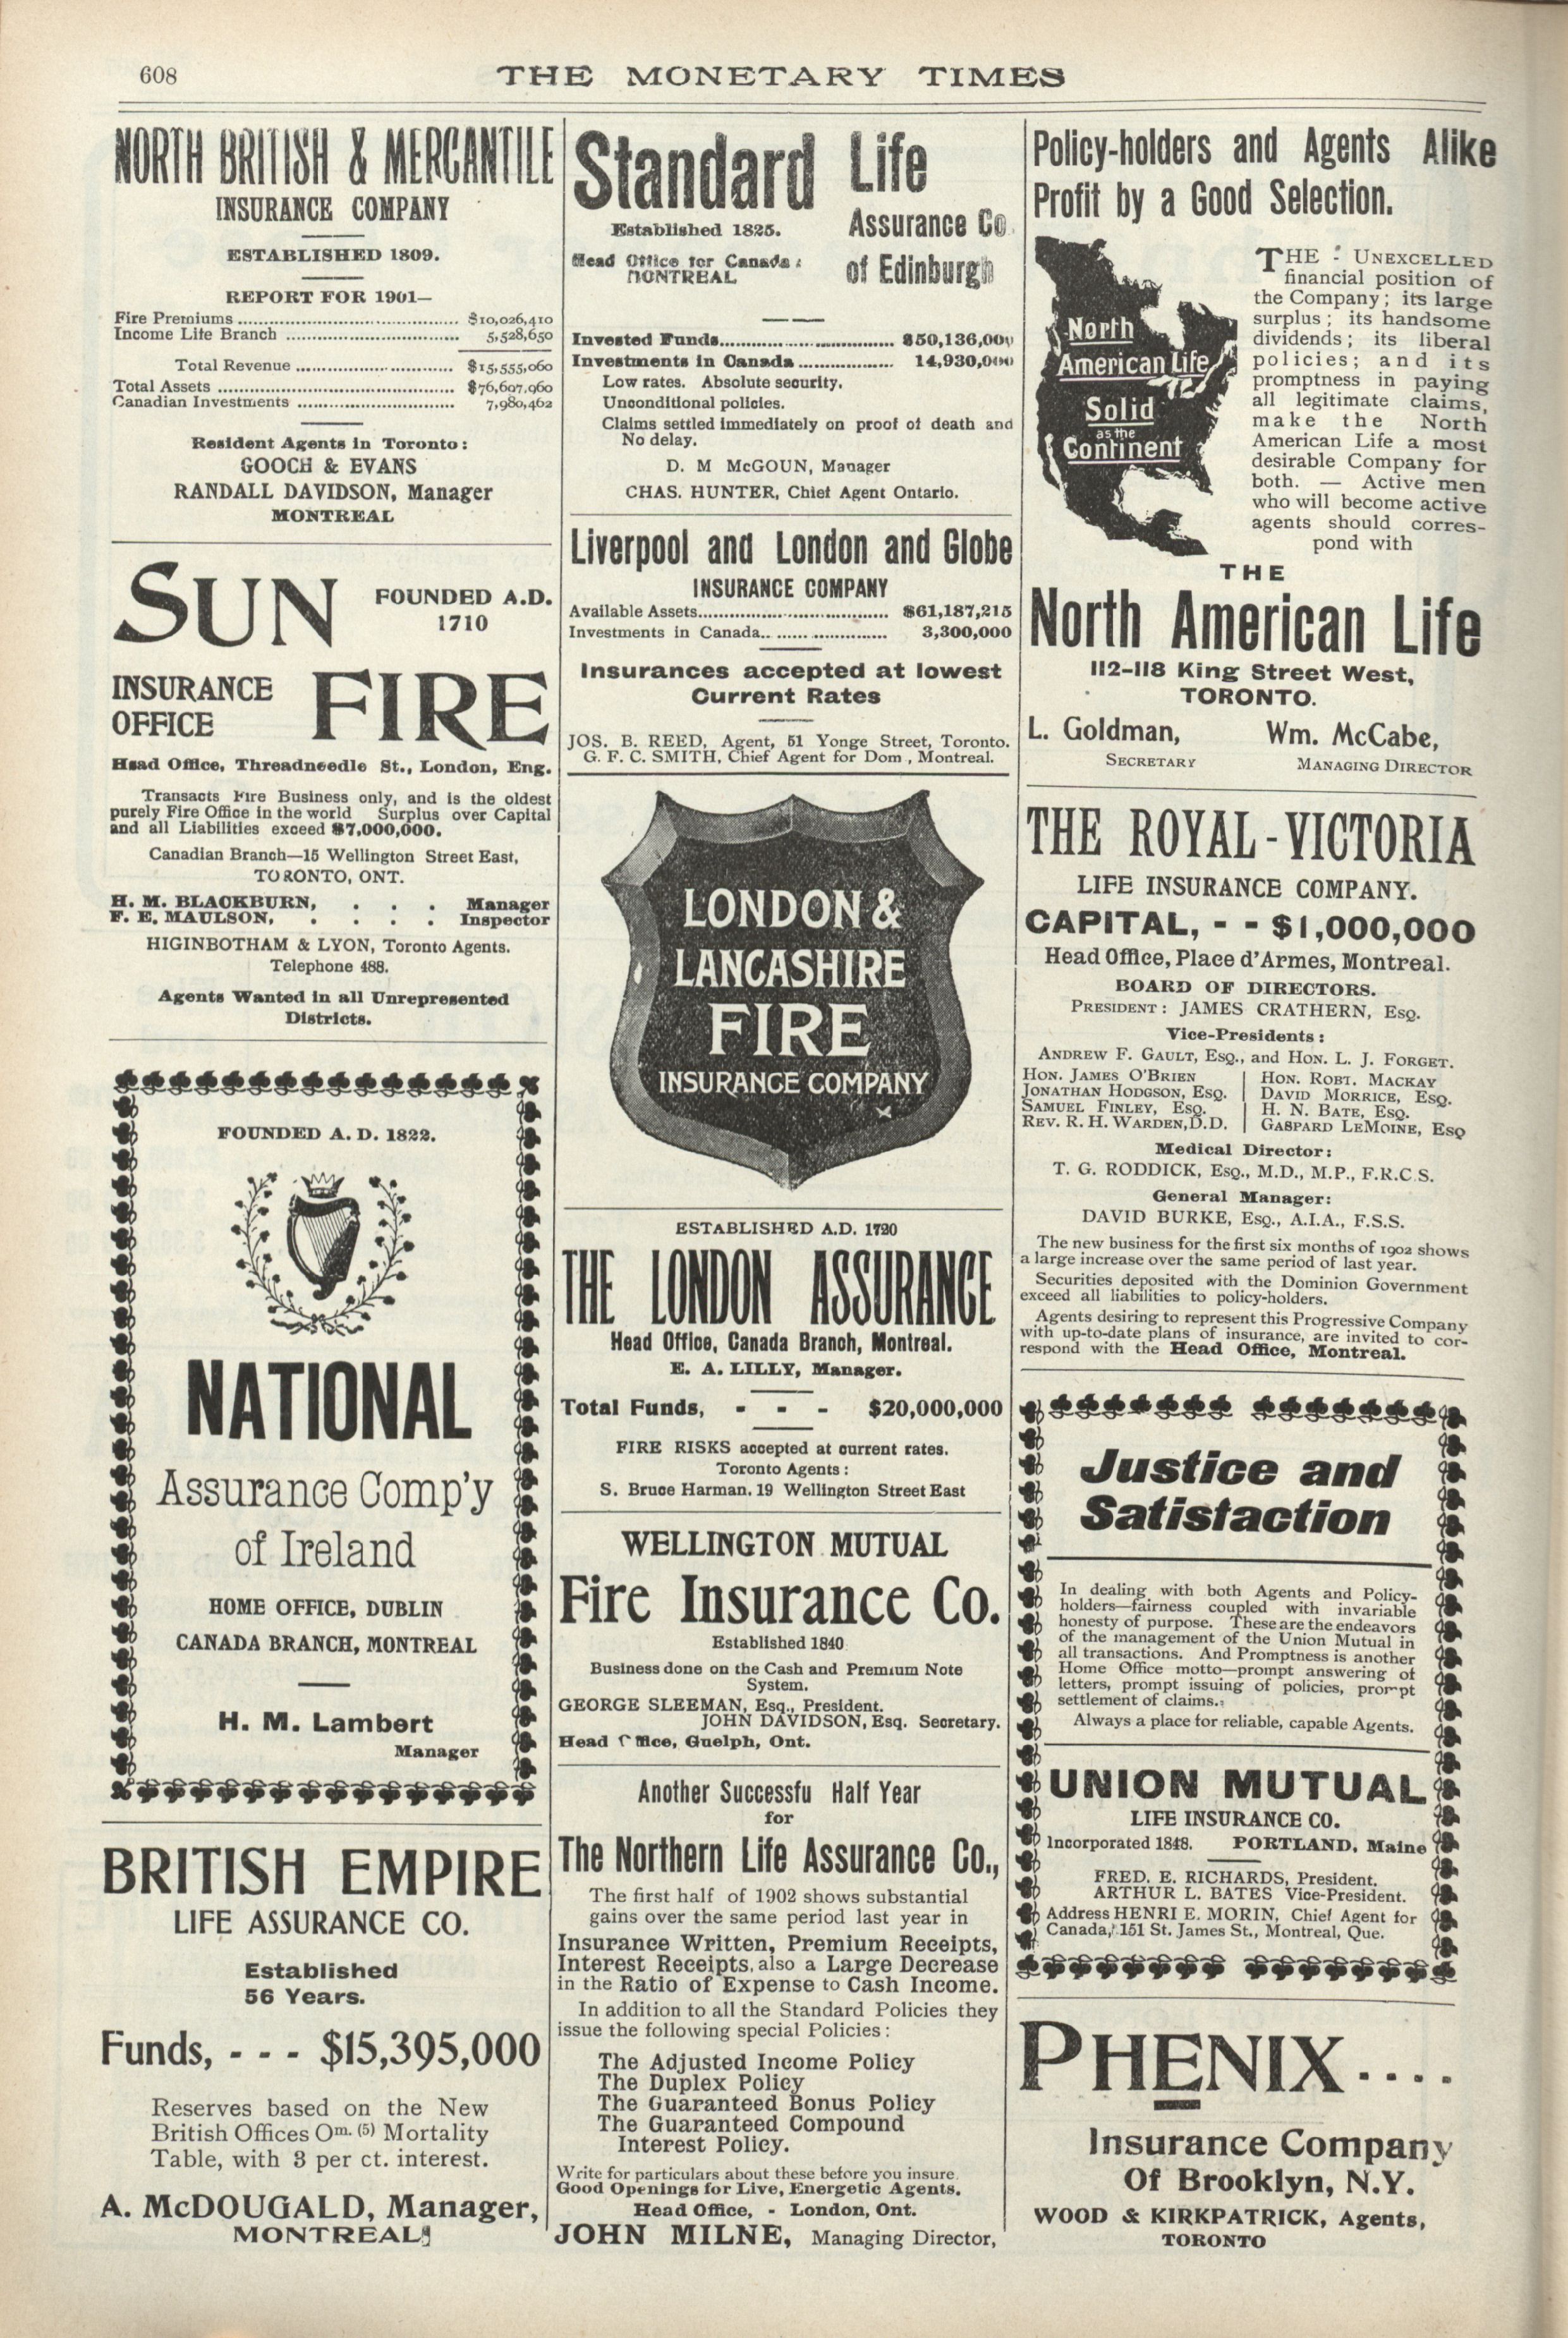 608
THE MONETARY TIMES
NORTH BRITISH & MERCANTILE
INSURANCE COMPANY
ESTABLISHED 1809.
REPORT FOR 1901—
Fire Premiums ........................................ $10,026,410
Income Life Branch ................................ 5,528,650
Total Revenue ............................ $15,555,060
Total Assets .......................................... $76,607,960
Canadian Investments ............................ 7,980,462
Resident Agents in Toronto:
GOOCH & EVANS
RANDALL DAVIDSON, Manager
MONTREAL
SUN
FOUNDED A.D.
1710
INSURANCE
OFFICE
FIRE
Head Office, Threadneedle St., London, Eng.
Transacts Fire Business only, and is the oldest
purely Fire Office in the world Surplus over Capital
and all Liabilities exceed $7,000,000.
Canadian Branch—15 Wellington Street East,
TORONTO, ONT.
H. M. BLACKBURN, . . . Manager
F. E. MAULSON, . . . . Inspector
HIGINBOTHAM & LYON, Toronto Agents.
Telephone 488.
Agents Wanted in all Unrepresented
Districts.
FOUNDED A. D. 1822.
NATIONAL
Assurance Comp'y
of Ireland
HOME OFFICE, DUBLIN
CANADA BRANCH, MONTREAL
H. M. Lambert
Manager
BRITISH EMPIRE
LIFE ASSURANCE CO.
Established
56 Years.
Funds, - - - $15,395,000
Reserves based on the New
British Offices Om. (5) Mortality
Table, with 3 per ct. interest.
A. McDOUGALD, Manager,
MONTREAL
Standard Life
Established 1825.
Assurance Co.
Head Office for Canada:
MONTREAL
of Edinburgh
Invested Funds................................ $50,136,000
Investments in Canada.................. 14,930,000
Low rates. Absolute security.
Unconditional policies.
Claims settled immediately on proof of death and
No delay.
D. M McGOUN, Manager
CHAS. HUNTER, Chief Agent Ontario.
Liverpool and London and Globe
INSURANCE COMPANY
Available Assets.................................... $61,187,215
Investments in Canada.. .................... 3,300,000
Insurances accepted at lowest
Current Rates
JOS. B. REED, Agent, 51 Yonge Street, Toronto.
G. F. C. SMITH, Chief Agent for Dom , Montreal.
LONDON &
LANCASHIRE
FIRE
INSURANCE COMPANY
ESTABLISHED A.D. 1720
THE LONDON ASSURANCE
Head Office, Canada Branch, Montreal.
E. A. LILLY, Manager.
Total Funds, - - - $20,000,000
FIRE RISKS accepted at current rates.
Toronto Agents:
S. Bruce Harman, 19 Wellington Street East
WELLINGTON MUTUAL
Fire Insurance Co.
Established 1840
Business done on the Cash and Premium Note
System.
GEORGE SLEEMAN, Esq., President.
JOHN DAVIDSON, Esq. Secretary.
Head Office, Guelph, Ont.
Another Successfu Half Year
for
The Northern Life Assurance Co.,
The first half of 1902 shows substantial
gains over the same period last year in
Insurance Written, Premium Receipts,
Interest Receipts, also a Large Decrease
in the Ratio of Expense to Cash Income.
In addition to all the Standard Policies they
issue the following special Policies:
The Adjusted Income Policy
The Duplex Policy
The Guaranteed Bonus Policy
The Guaranteed Compound
Interest Policy.
Write for particulars about these before you insure.
Good Openings for Live, Energetic Agents.
Head Office, - London, Ont.
JOHN MILNE, Managing Director,
Policy-holders and Agents Alike
Profit by a Good Selection.
North
American Life
Solid
as the
Continent
THE UNEXCELLED
financial position of
the Company; its large
surplus; its handsome
dividends; its liberal
policies; and its
promptness in paying
all legitimate claims,
make the North
American Life a most
desirable Company for
both. — Active men
who will become active
agents should corres-
pond with
THE
North American Life
112-118 King Street West,
TORONTO.
L. Goldman, Wm. McCabe,
SECRETARY MANAGING DIRECTOR
THE ROYAL-VICTORIA
LIFE INSURANCE COMPANY.
CAPITAL, - - $1,000,000
Head Office, Place d'Armes, Montreal.
BOARD OF DIRECTORS.
PRESIDENT: JAMES CRATHERN, ESQ.
Vice-Presidents:
ANDREW F. GAULT, ESQ., and HON. L. J. FORGET.
HON. JAMES O'BRIEN HON. ROBT. MACKAY
JONATHAN HODGSON, ESQ. DAVID MORRICE, ESQ.
SAMUEL FINLEY, ESQ. H. N. BATE, ESQ.
REV. R. H. WARDEN, D.D. GASPARD LEMOINE, ESQ
Medical Director:
T. G. RODDICK, ESQ., M.D., M.P., F.R.C.S.
General Manager:
DAVID BURKE, ESQ., A.I.A., F.S.S.
The new business for the first six months of 1902 shows
a large increase over the same period of last year.
Securities deposited with the Dominion Government
exceed all liabilities to policy-holders.
Agents desiring to represent this Progressive Company
with up-to-date plans of insurance, are invited to cor-
respond with the Head Office, Montreal.
Justice and
Satisfaction
In dealing with both Agents and Policy-
holders—fairness coupled with invariable
honesty of purpose. These are the endeavors
of the management of the Union Mutual in
all transactions. And Promptness is another
Home Office motto—prompt answering of
letters, prompt issuing of policies, prompt
settlement of claims.
Always a place for reliable, capable Agents.
UNION MUTUAL
LIFE INSURANCE CO.
Incorporated 1848. PORTLAND, Maine
FRED. E. RICHARDS, President.
ARTHUR L. BATES Vice-President.
Address HENRI E. MORIN, Chief Agent for
Canada, 151 St. James St., Montreal, Que.
PHENIX....
Insurance Company
Of Brooklyn, N.Y.
WOOD & KIRKPATRICK, Agents,
TORONTO